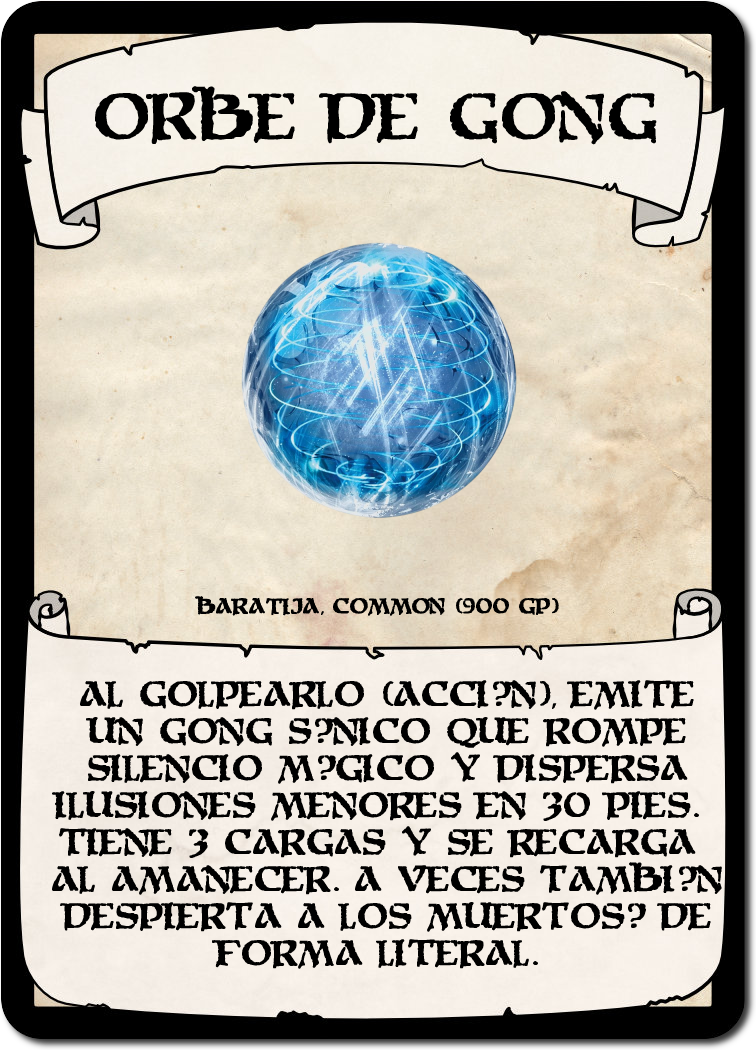 ORBE DE GONG
BARATIJA, COMMON (900 GP)
AL GOLPEARLO (ACCI?N), EMITE
UN GONG S?NICO QUE ROMPE
SILENCIO M?GICO Y DISPERSA
ILUSIONES MENORES EN 30 PIES.
TIENE 3 CARGAS Y SE RECARGA
AL AMANECER. A VECES TAMBI?N
DESPIERTA A LOS MUERTOS? DE
FORMA LITERAL.